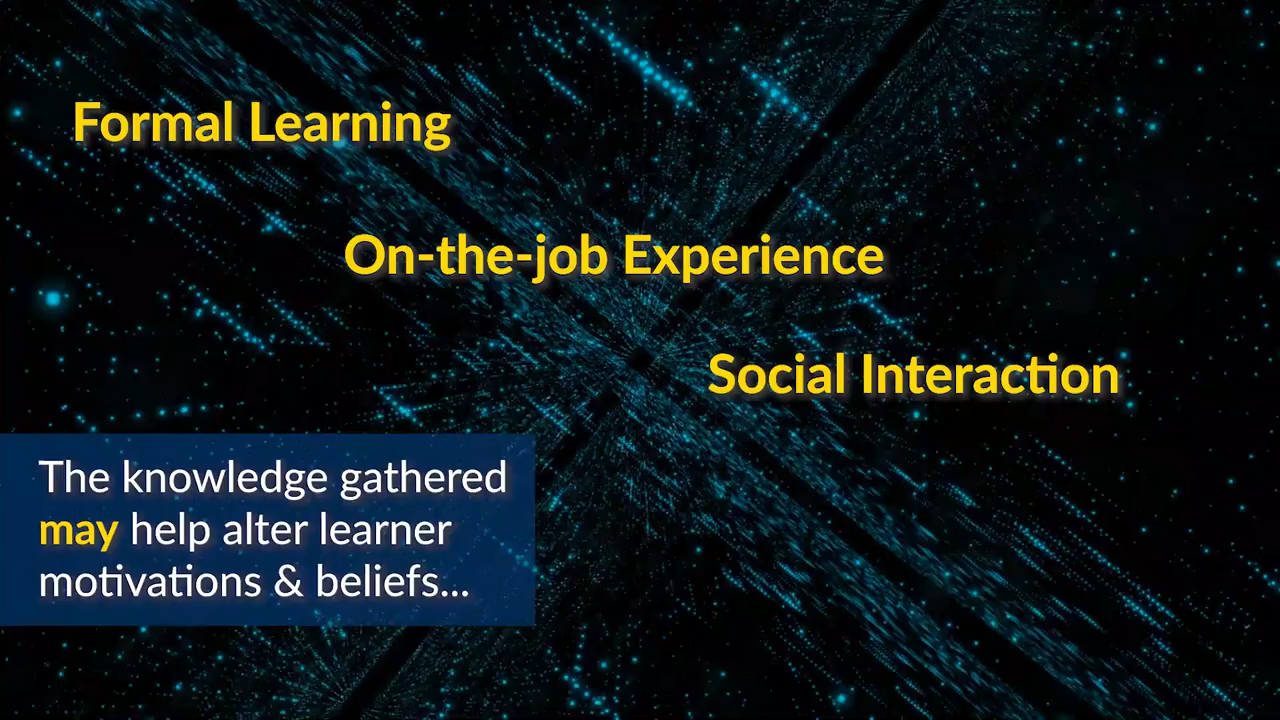 Formal Learning
On-the-job Experience
Social Interaction
The knowledge gathered
may help alter learner
motivations & beliefs...